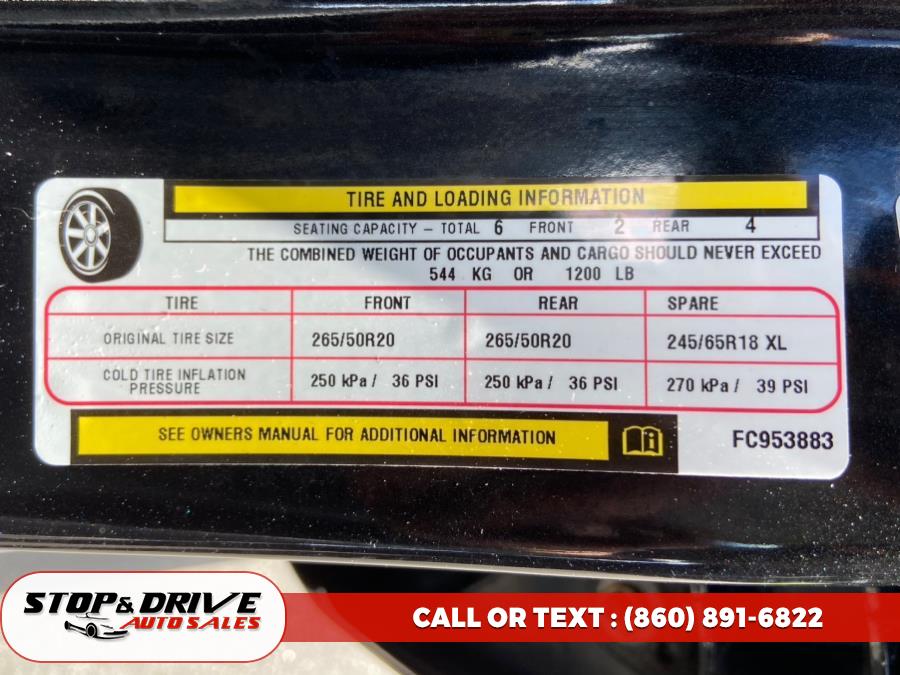 TIRE AND LOADING INFORMATION
SEATING CAPACITY – TOTAL 6 FRONT 2 REAR 4
THE COMBINED WEIGHT OF OCCUPANTS AND CARGO SHOULD NEVER EXCEED
544 KG OR 1200 LB
TIRE FRONT REAR SPARE
ORIGINAL TIRE SIZE 265/50R20 265/50R20 245/65R18 XL
COLD TIRE INFLATION
PRESSURE 250 kPa / 36 PSI 250 kPa / 36 PSI 270 kPa / 39 PSI
SEE OWNERS MANUAL FOR ADDITIONAL INFORMATION
FC953883
STOP & DRIVE
AUTO SALES
CALL OR TEXT : (860) 891-6822